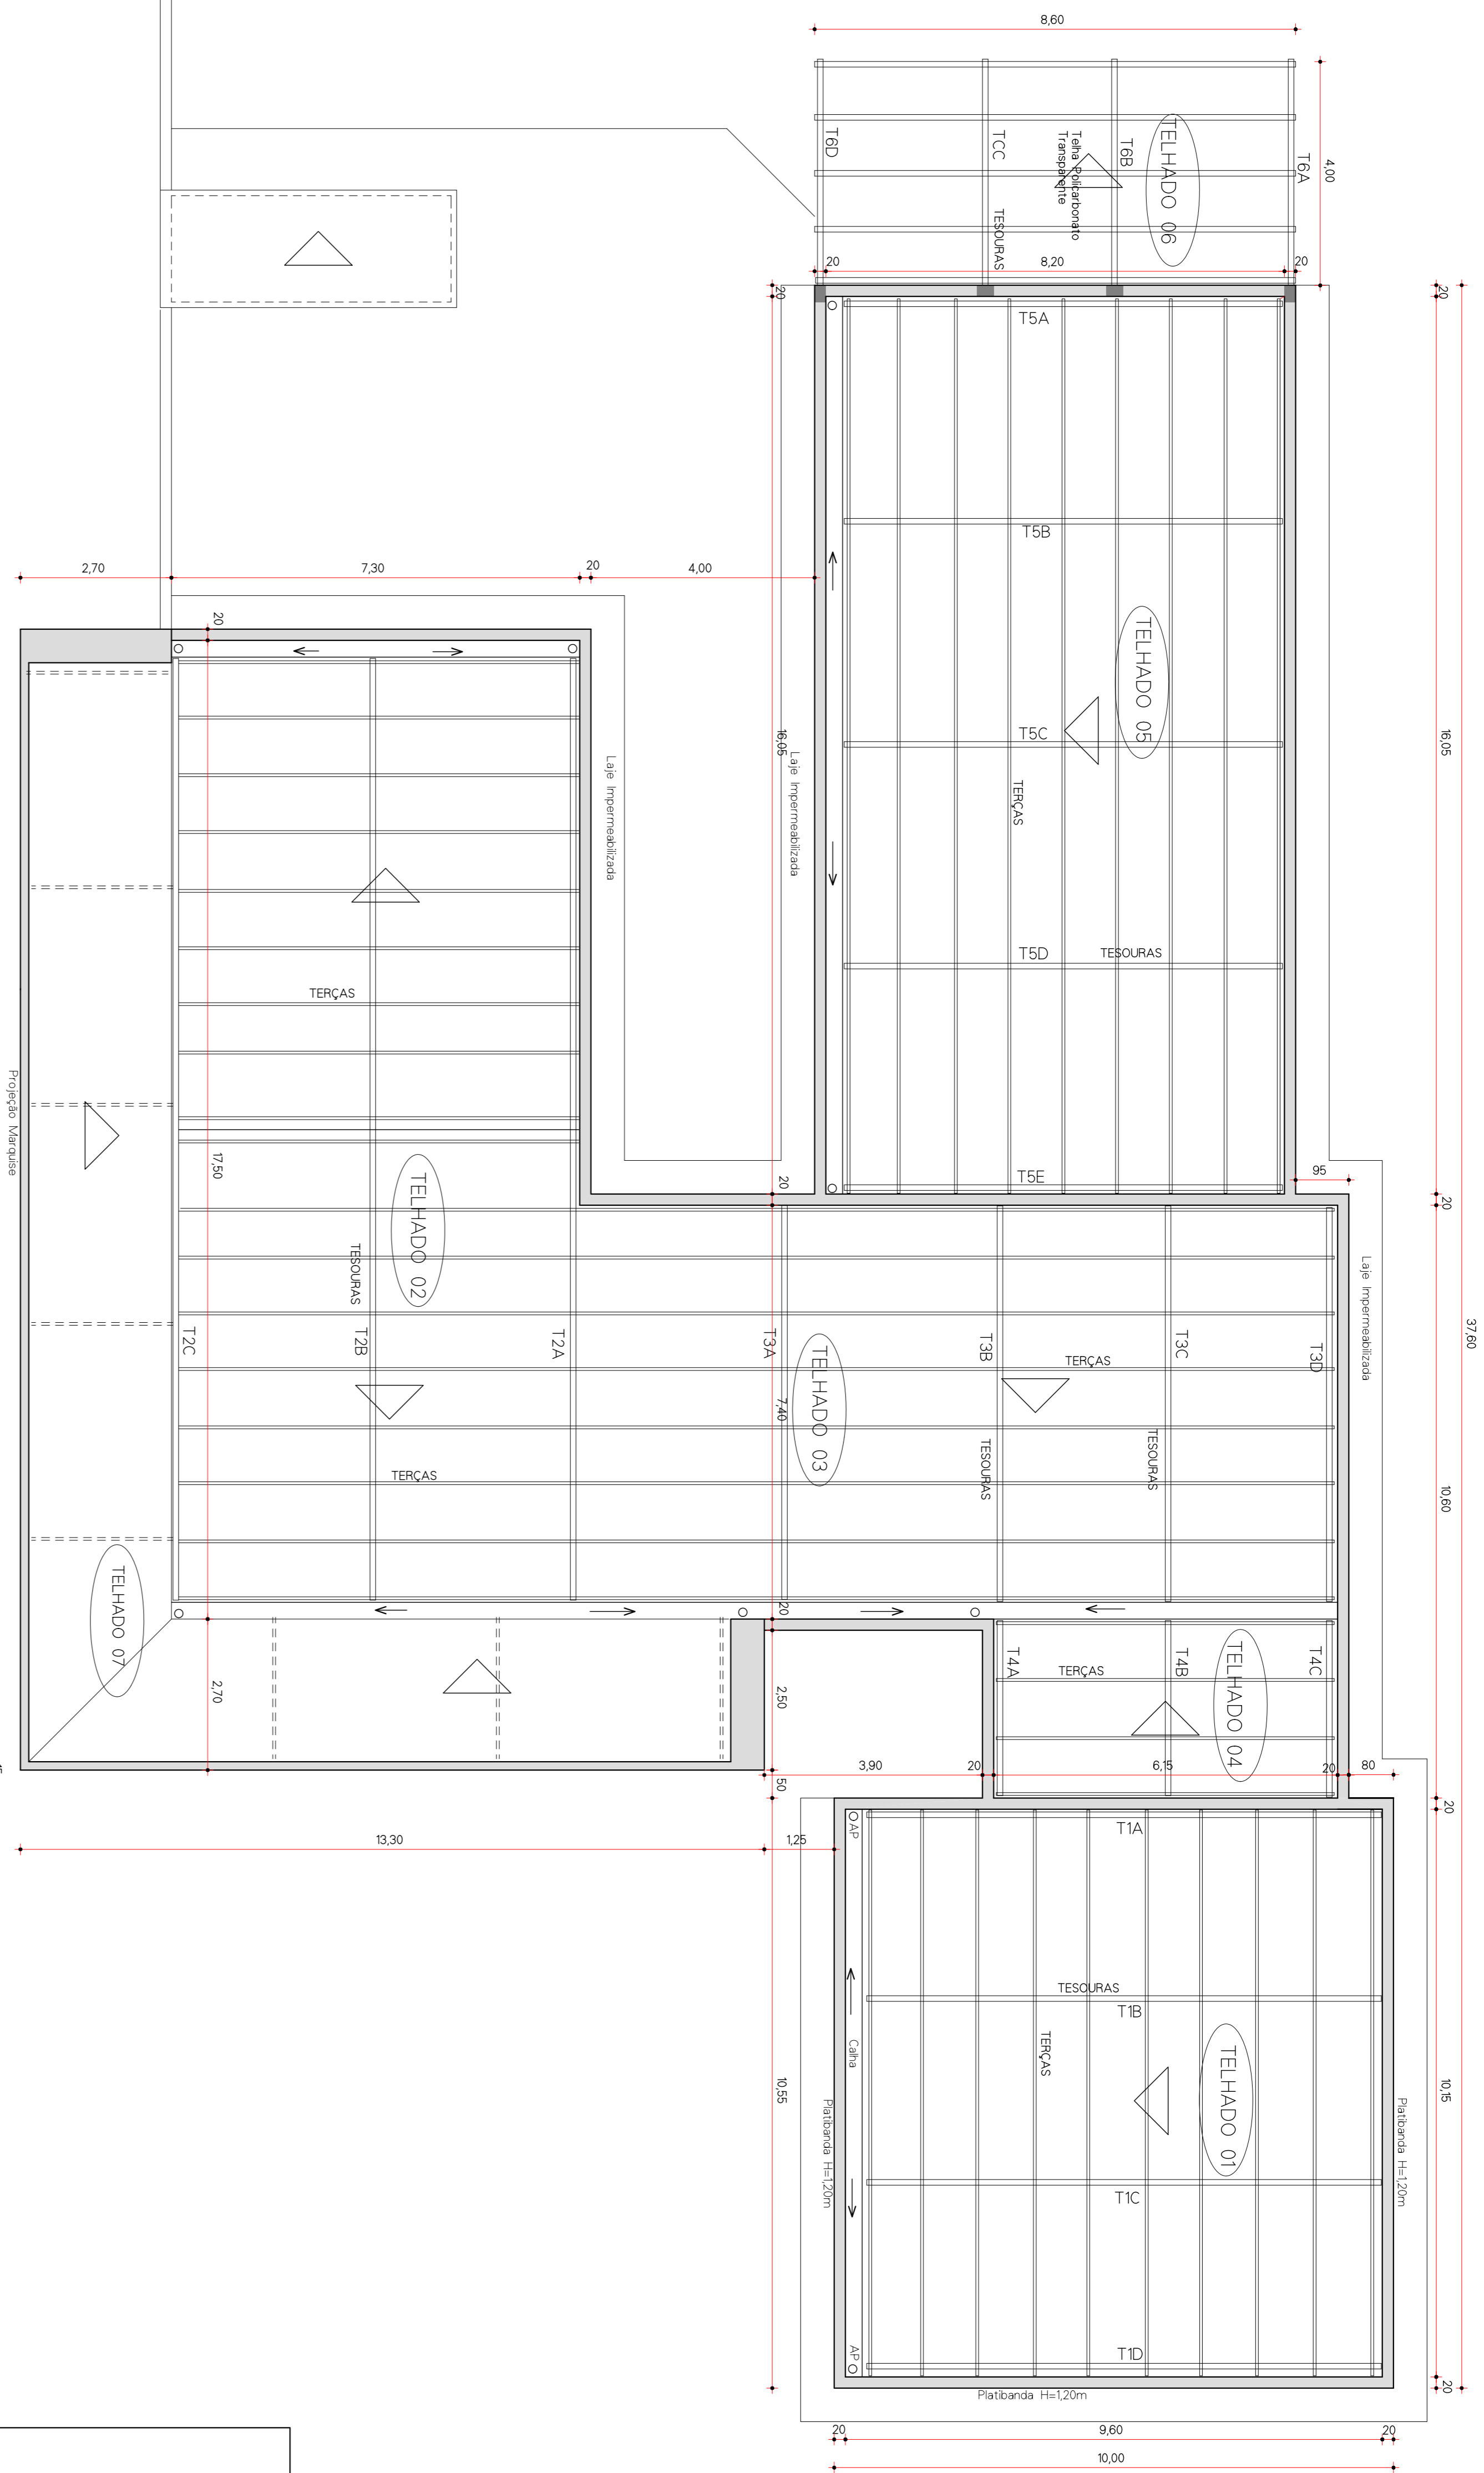 8,60
4,00
T6A
TELHADO 06
T6B
Telha Policarbonato
Transparente
TCC
TESOURAS
T6D
20
8,20
20
20
20
T5A
T5B
TELHADO 05
T5C
TERÇAS
T5D
TESOURAS
T5E
16,05
16,05
37,60
Laje Impermeabilizada
Laje Impermeabilizada
2,70
7,30
20
4,00
20
TERÇAS
17,50
Projeção Marquise
TELHADO 02
TESOURAS
T2C
T2B
T2A
TERÇAS
20
95
20
Laje Impermeabilizada
T3A
T3B
T3C
T3D
TELHADO 03
TERÇAS
7,40
TESOURAS
TESOURAS
10,60
TELHADO 07
20
2,70
2,50
T4A
T4B
T4C
TERÇAS
TELHADO 04
3,90
20
6,15
20
80
50
20
13,30
1,25
AP
T1A
TESOURAS
T1B
TERÇAS
Calha
TELHADO 01
10,55
10,15
Platibanda H=1,20m
Platibanda H=1,20m
T1C
T1D
AP
Platibanda H=1,20m
20
20
9,60
20
10,00